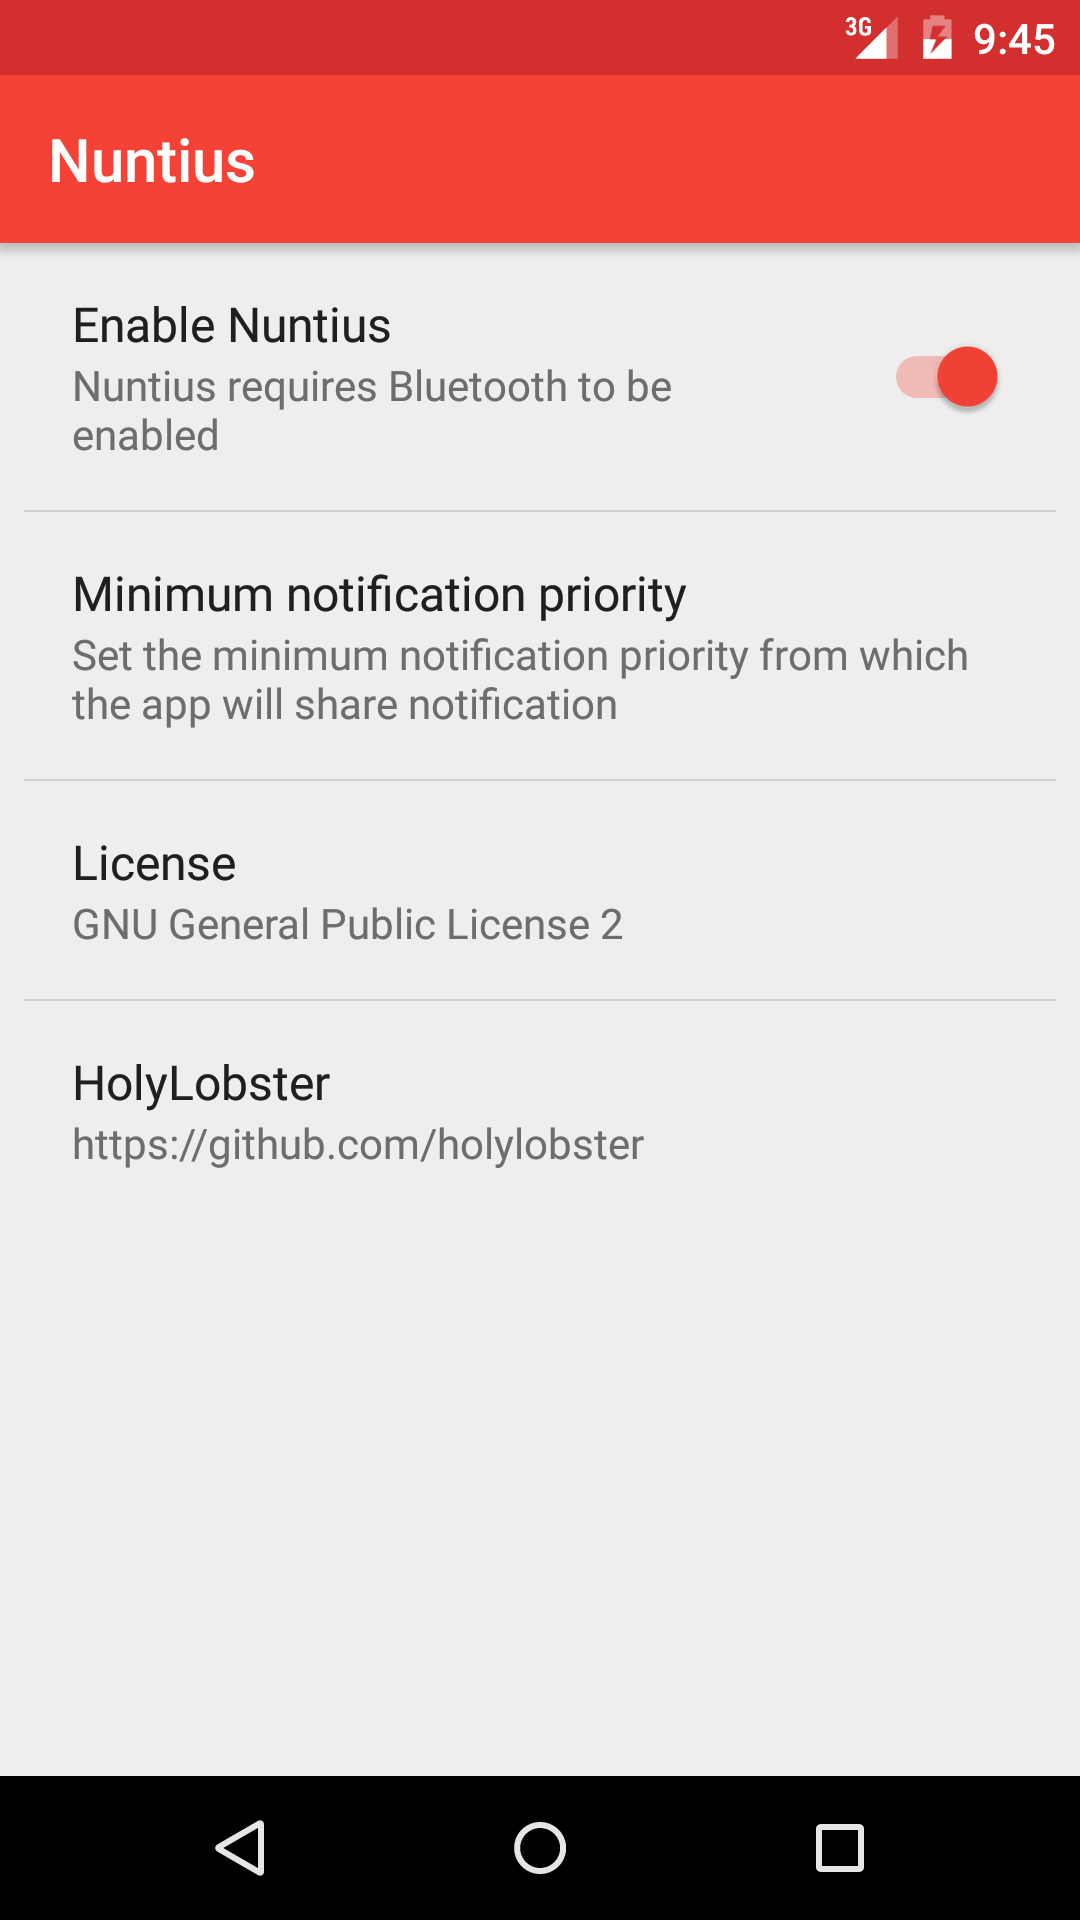 3G 9:45
Nuntius
Enable Nuntius
Nuntius requires Bluetooth to be
enabled
Minimum notification priority
Set the minimum notification priority from which
the app will share notification
License
GNU General Public License 2
HolyLobster
https://github.com/holylobster